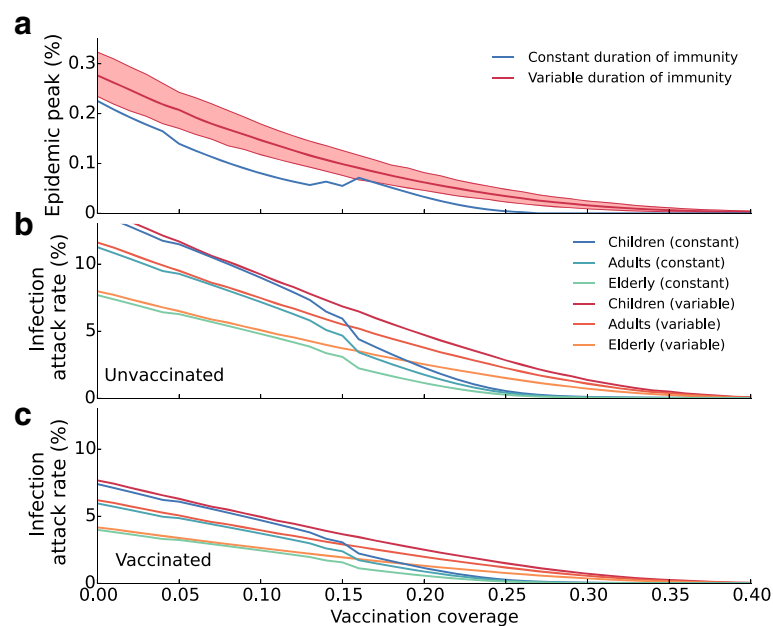 a
Epidemic peak (%)
0.3
0.2
0.1
0
Constant duration of immunity
Variable duration of immunity
b
Infection
attack rate (%)
10
5
0
Children (constant)
Adults (constant)
Elderly (constant)
Children (variable)
Adults (variable)
Elderly (variable)
Unvaccinated
c
Infection
attack rate (%)
10
5
0
Vaccinated
0.00 0.05 0.10 0.15 0.20 0.25 0.30 0.35 0.40
Vaccination coverage